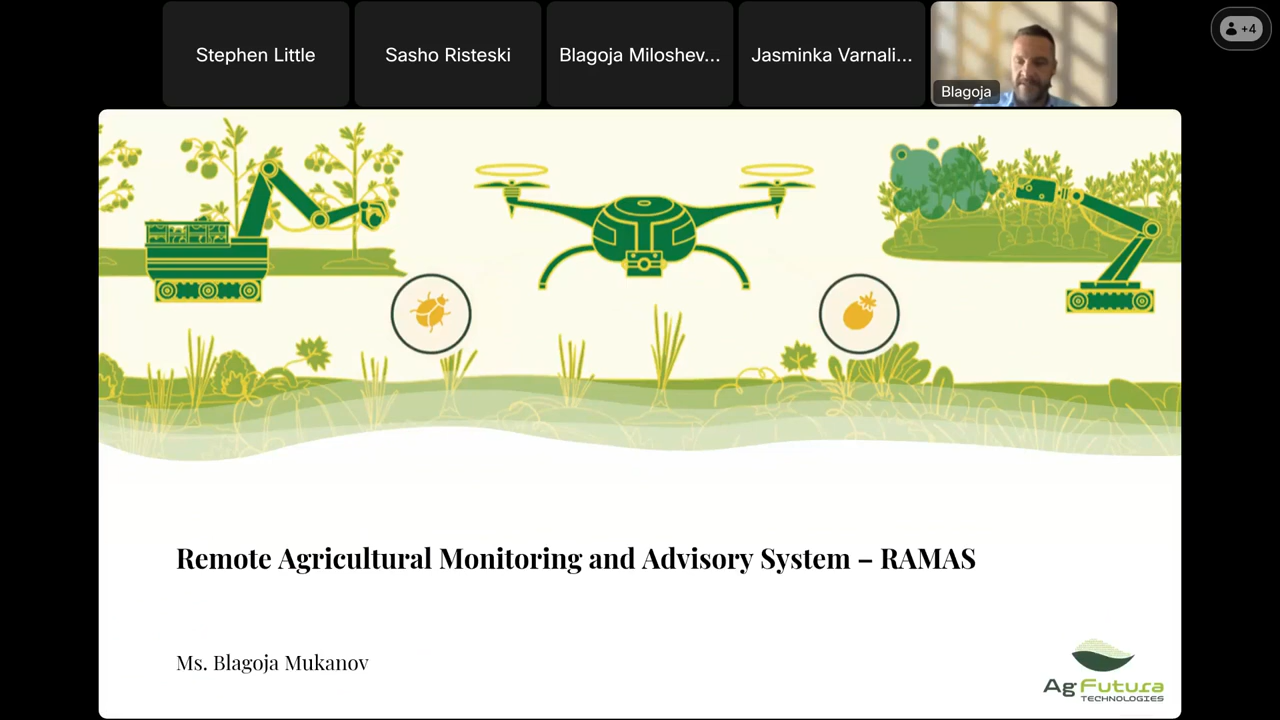 Stephen Little
Sasho Risteski
Blagoja Miloshev...
Jasminka Varnali...
Blagoja
+4
Remote Agricultural Monitoring and Advisory System – RAMAS
Ms. Blagoja Mukanov
AgFutura
TECHNOLOGIES